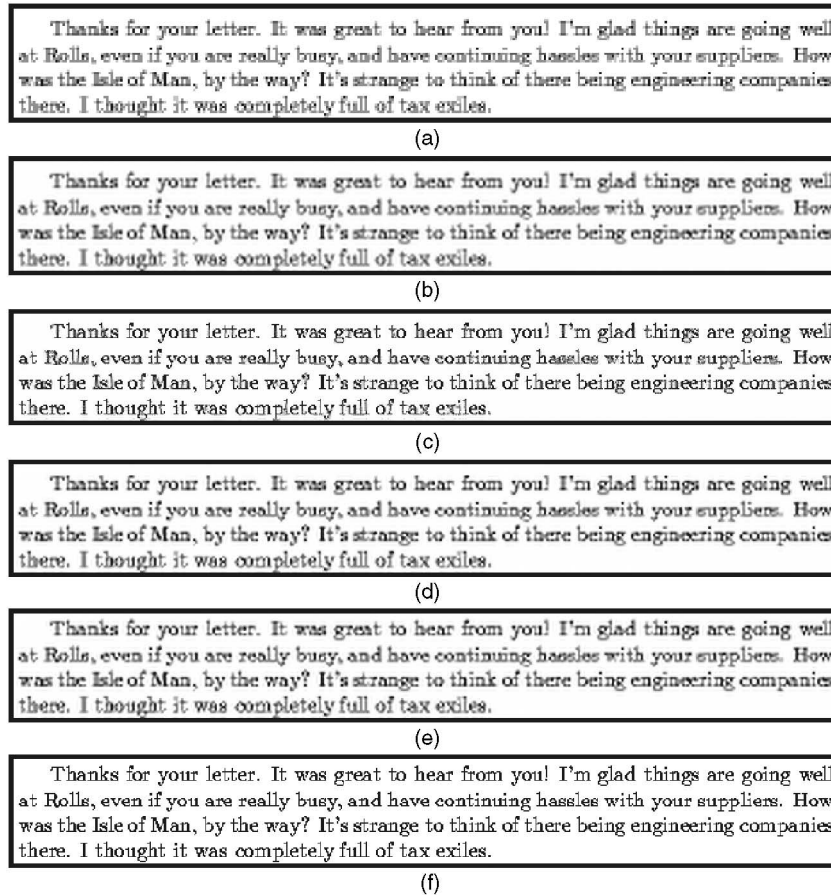 Thanks for your letter. It was great to hear from you! I'm glad things are going well
at Rolls, even if you are really busy, and have continuing hassles with your suppliers. How
was the Isle of Man, by the way? It's strange to think of there being engineering companies
there. I thought it was completely full of tax exiles.
(a)
Thanks for your letter. It was great to hear from you! I'm glad things are going well
at Rolls, even if you are really busy, and have continuing hassles with your suppliers. How
was the Isle of Man, by the way? It's strange to think of there being engineering companies
there. I thought it was completely full of tax exiles.
(b)
Thanks for your letter. It was great to hear from you! I'm glad things are going well
at Rolls, even if you are really busy, and have continuing hassles with your suppliers. How
was the Isle of Man, by the way? It's strange to think of there being engineering companies
there. I thought it was completely full of tax exiles.
(c)
Thanks for your letter. It was great to hear from you! I'm glad things are going well
at Rolls, even if you are really busy, and have continuing hassles with your suppliers. How
was the Isle of Man, by the way? It's strange to think of there being engineering companies
there. I thought it was completely full of tax exiles.
(d)
Thanks for your letter. It was great to hear from you! I'm glad things are going well
at Rolls, even if you are really busy, and have continuing hassles with your suppliers. How
was the Isle of Man, by the way? It's strange to think of there being engineering companies
there. I thought it was completely full of tax exiles.
(e)
Thanks for your letter. It was great to hear from you! I'm glad things are going well
at Rolls, even if you are really busy, and have continuing hassles with your suppliers. How
was the Isle of Man, by the way? It's strange to think of there being engineering companies
there. I thought it was completely full of tax exiles.
(f)